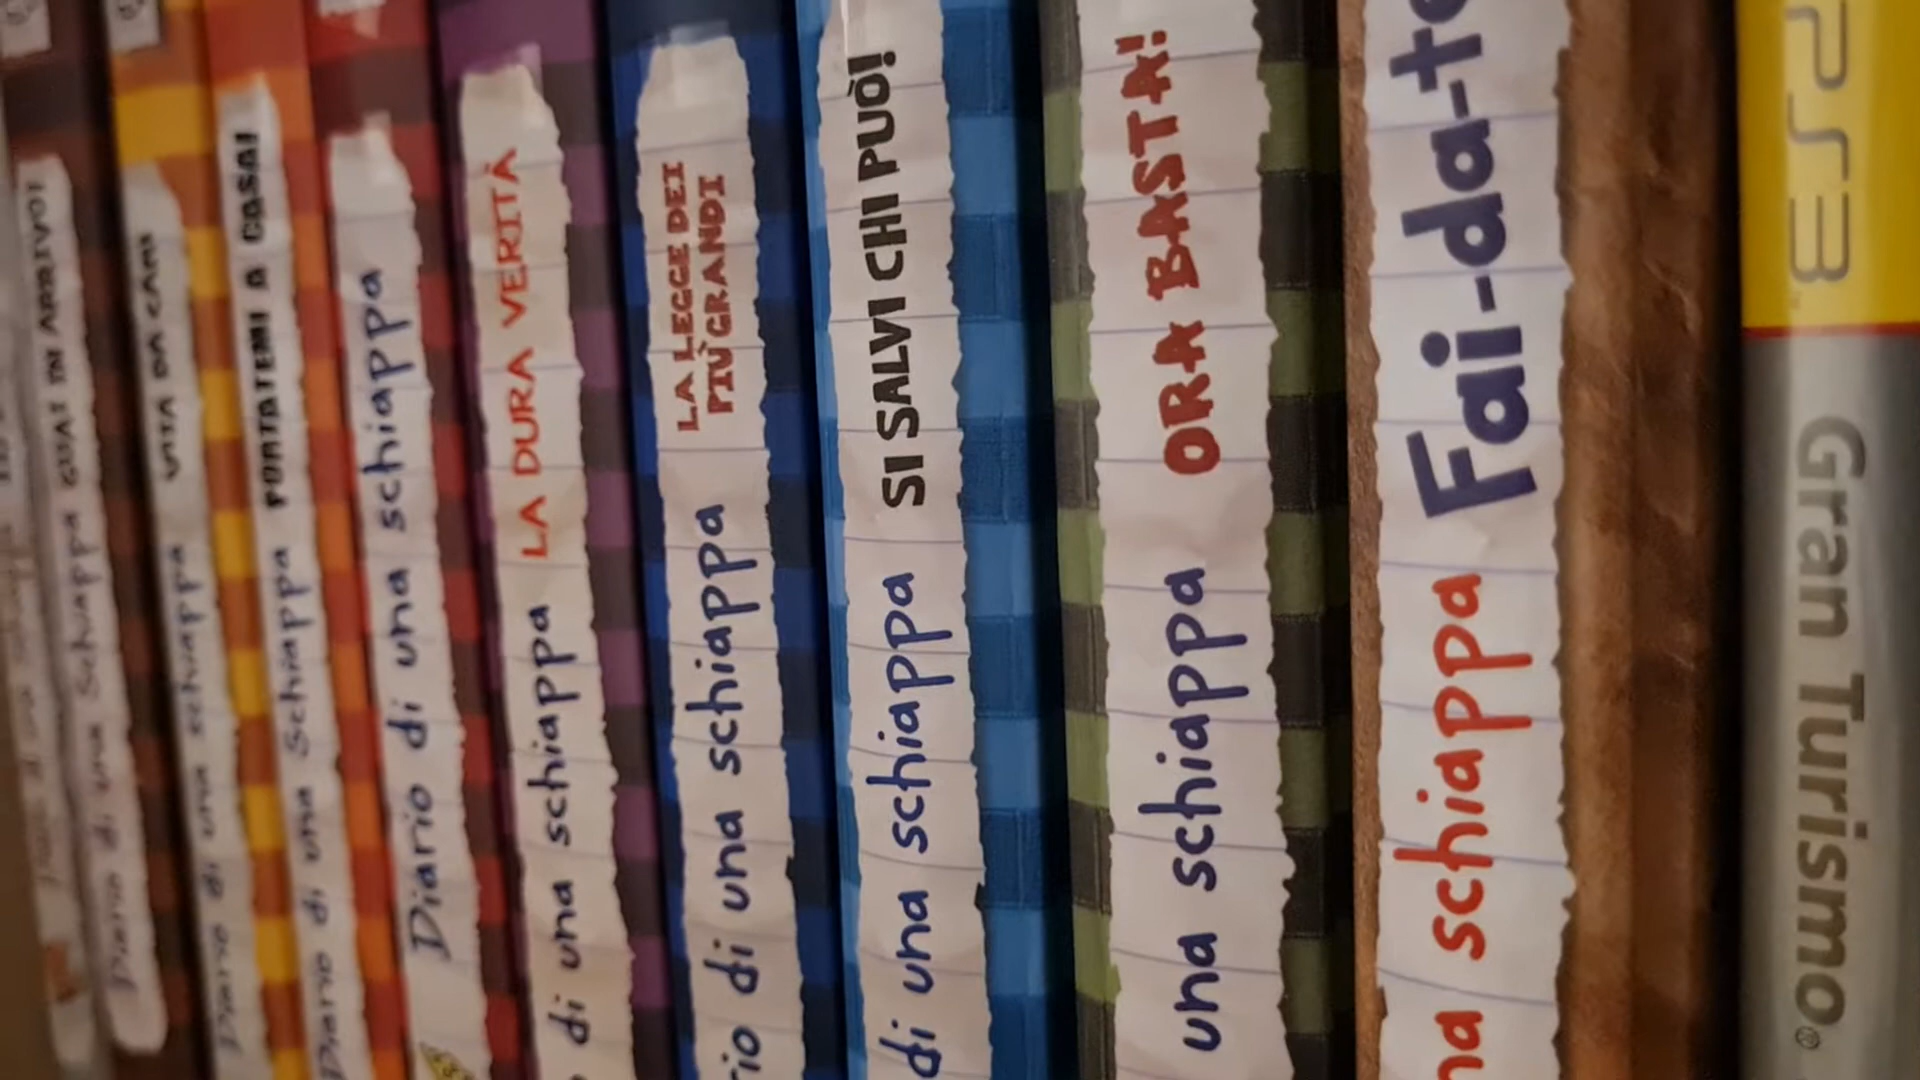 Diario di una Schiappa GUAI IN ARRIVO!
Diario di una schiappa VITA DA CANI
Diario di una Schiappa PORTATEMI A CASA!
Diario di una schiappa
di una schiappa LA DURA VERITÀ
rio di una schiappa LA LEGGE DEI
PIÙ GRANDI
di una schiappa SI SALVI CHI PUÒ!
una schiappa ORA BASTA!
na schiappa Fai-da-te
PS3
Gran Turismo®